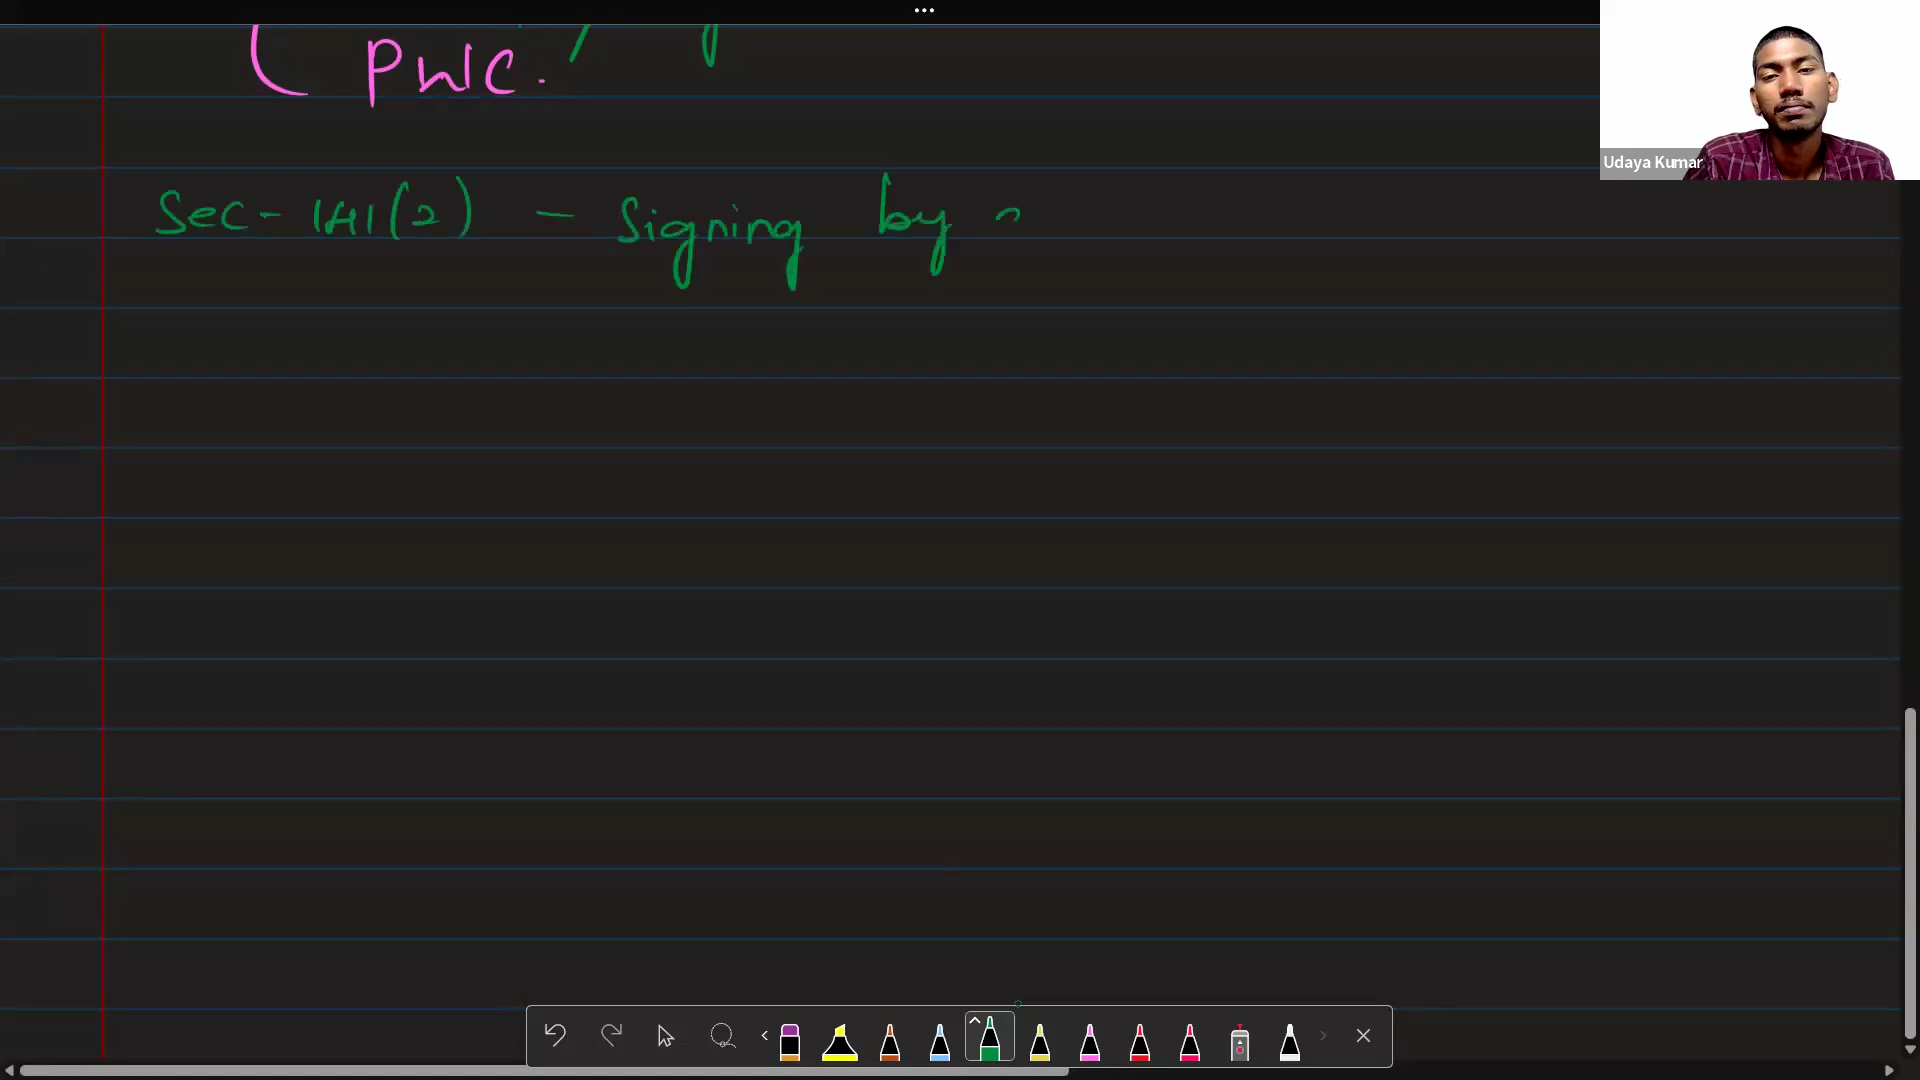 PWC.
Udaya Kumar
Sec - 141(2) - Signing by